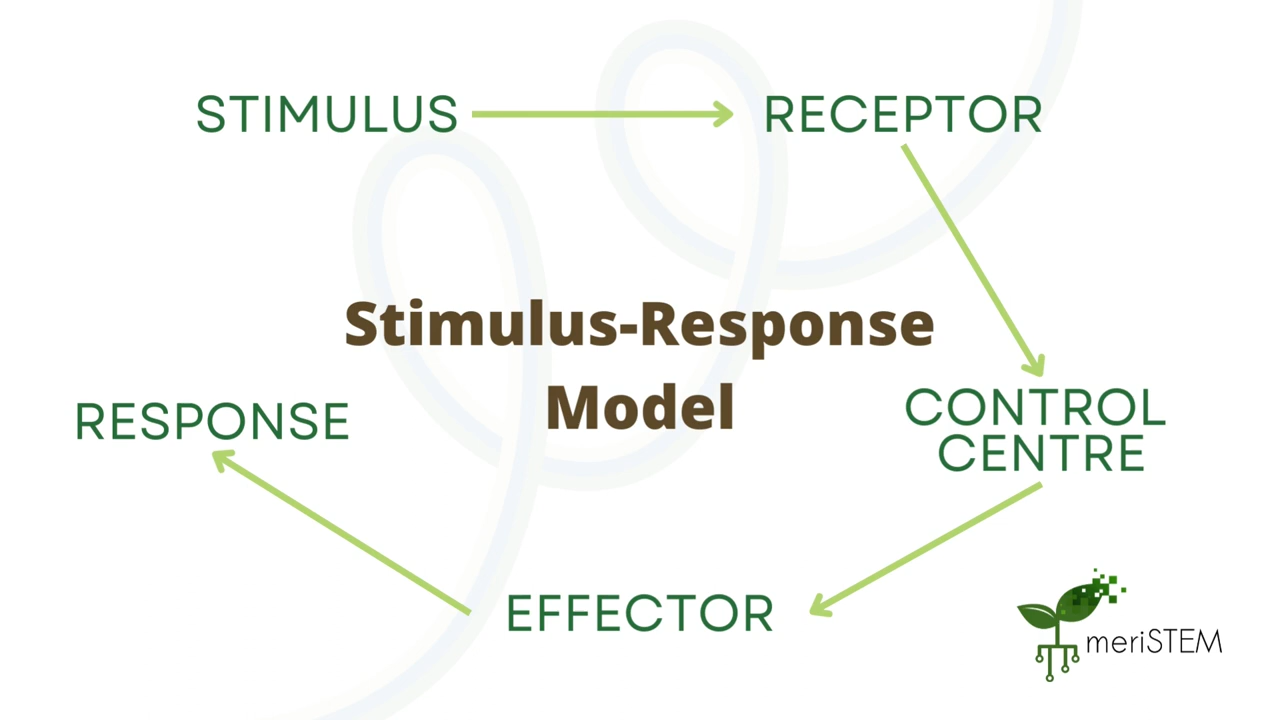 STIMULUS
RECEPTOR
Stimulus-Response
Model
CONTROL
CENTRE
RESPONSE
EFFECTOR
meriSTEM